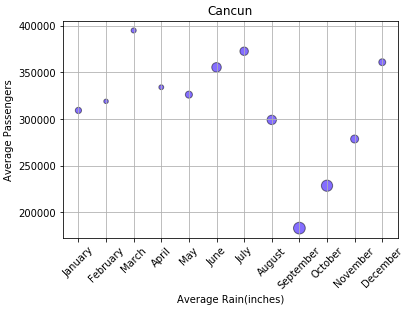 Cancun
400000
350000
300000
250000
200000
Average Passengers
January
February
March
April
May
June
July
August
September
October
November
December
Average Rain(inches)